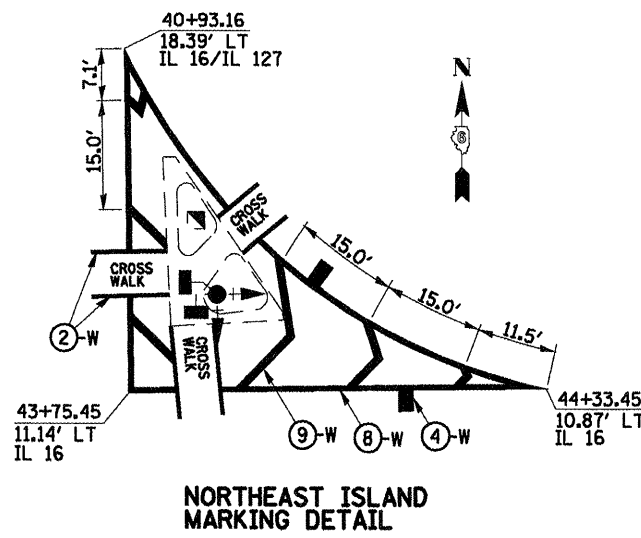 40+93.16
18.39' LT
IL 16/IL 127
7.1'
15.0'
N
6
CROSS
WALK
15.0'
15.0'
11.5'
CROSS
WALK
2-W
CROSS
WALK
43+75.45
11.14' LT
IL 16
9-W
8-W
4-W
44+33.45
10.87' LT
IL 16
NORTHEAST ISLAND
MARKING DETAIL